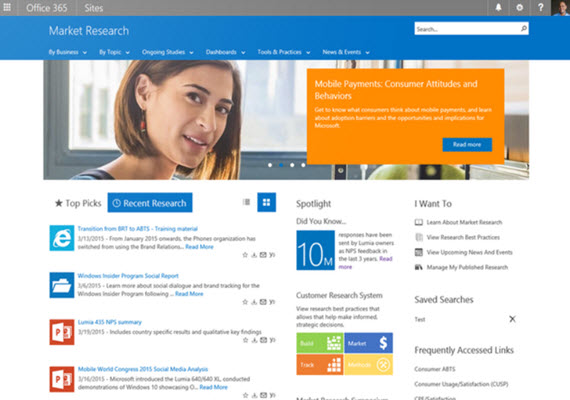 Office 365 Sites
Market Research
Search...
By Business By Topic Ongoing Studies Dashboards Tools & Practices News & Events
Mobile Payments: Consumer Attitudes and
Behaviors
Get to know what consumers think about mobile payments, and learn
about adoption barriers and the opportunities and implications for
Microsoft.
Read more
Top Picks
Recent Research
Transition from BRT to ABTS - Training material
3/13/2015 - From January 2015 onwards, the Phones organization has
switched from using the Brand Relations... Read More
Windows Insider Program Social Report
3/6/2015 - Learn more about social dialogue and brand tracking for the
Windows Insider Program following ... Read More
Lumia 435 NPS summary
3/19/2015 - Includes country specific results and qualitative key findings
Mobile World Congress 2015 Social Media Analysis
3/16/2015 - Microsoft introduced the Lumia 640/640 XL, conducted
demonstrations of Windows 10 showcasing O... Read More
Spotlight
Did You Know...
10M
responses have been
sent by Lumia owners
as NPS feedback in
the last 3 years. Read
more
Customer Research System
View research best practices that
allows that help make informed,
strategic decisions.
Build
Market
Track
Market Research Symposium
I Want To
Learn About Market Research
View Research Best Practices
View Upcoming News And Events
Manage My Published Research
Saved Searches
Test
Frequently Accessed Links
Consumer ABTS
Consumer Usage/Satisfaction (CUSP)
CPE/Satisfaction